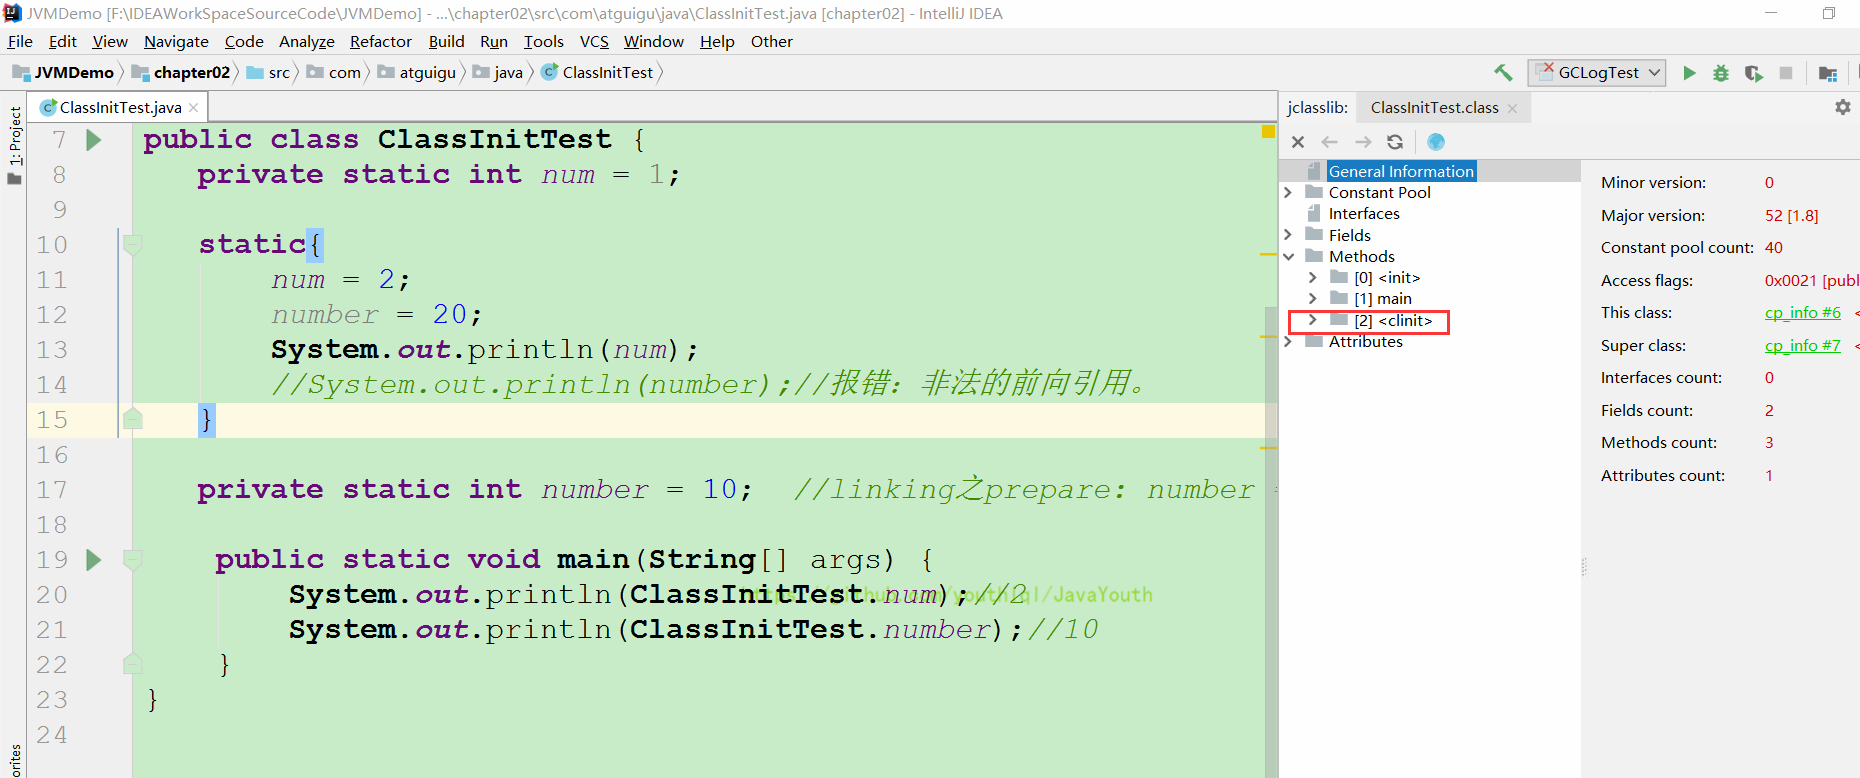 JVMDemo [F:\IDEAWorkSpaceSourceCode\JVMDemo] - ...\chapter02\src\com\atguigu\java\ClassInitTest.java [chapter02] - IntelliJ IDEA
File Edit View Navigate Code Analyze Refactor Build Run Tools VCS Window Help Other
JVMDemo chapter02 src com atguigu java ClassInitTest GCLogTest
1: Project
ClassInitTest.java
7 public class ClassInitTest {
8 private static int num = 1;
9
10 static{
11 num = 2;
12 number = 20;
13 System.out.println(num);
14 //System.out.println(number);//报错：非法的前向引用。
15 }
16
17 private static int number = 10; //linking之prepare: number =
18
19 public static void main(String[] args) {
20 System.out.println(ClassInitTest.num);//2
21 System.out.println(ClassInitTest.number);//10
22 }
23 }
24
orites
jclasslib: ClassInitTest.class
General Information
Constant Pool
Interfaces
Fields
Methods
[0] <init>
[1] main
[2] <clinit>
Attributes
Minor version: 0
Major version: 52 [1.8]
Constant pool count: 40
Access flags: 0x0021 [publ
This class: cp_info #6 <
Super class: cp_info #7 <
Interfaces count: 0
Fields count: 2
Methods count: 3
Attributes count: 1